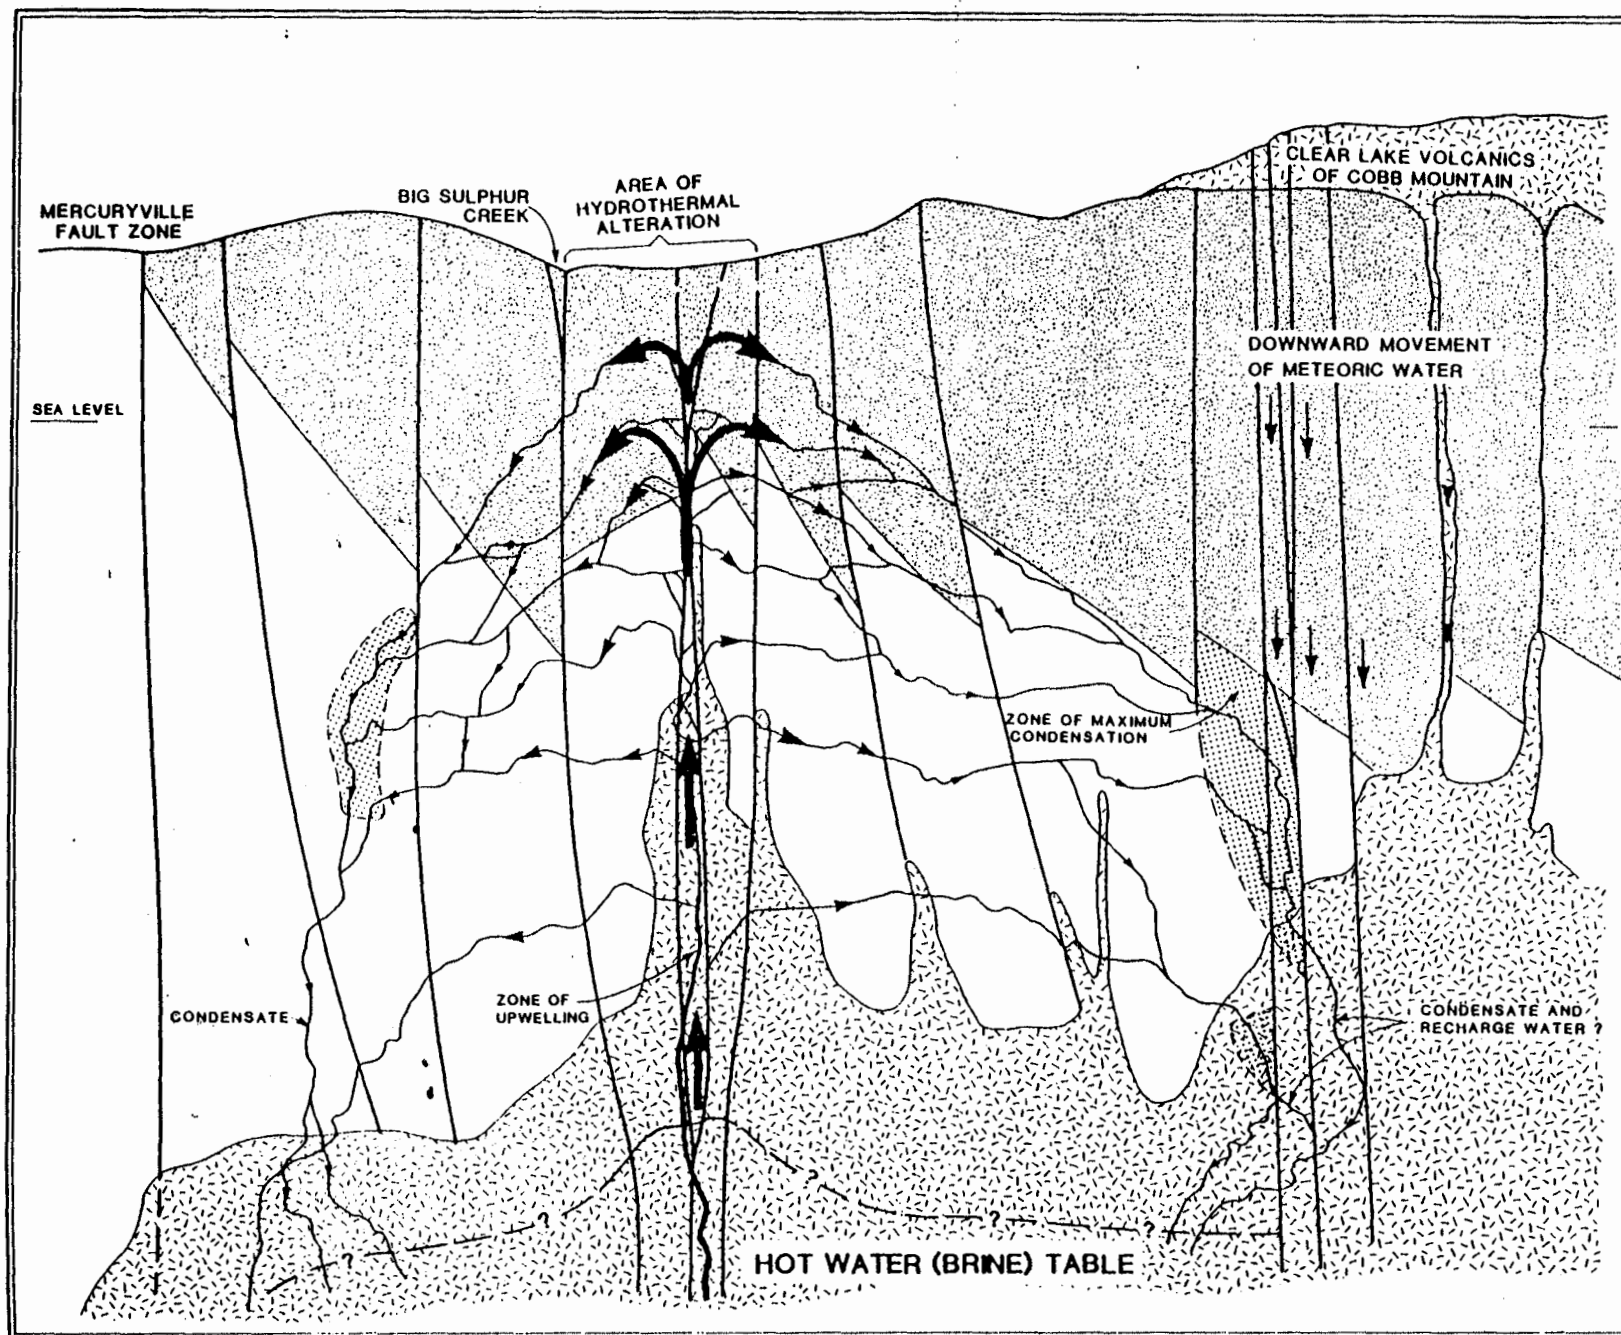 CLEAR LAKE VOLCANICS
OF COBB MOUNTAIN
AREA OF
HYDROTHERMAL
ALTERATION
BIG SULPHUR
CREEK
MERCURYVILLE
FAULT ZONE
DOWNWARD MOVEMENT
OF METEORIC WATER
SEA LEVEL
ZONE OF MAXIMUM
CONDENSATION
ZONE OF
UPWELLING
CONDENSATE
CONDENSATE AND
RECHARGE WATER ?
?
?
?
?
?
HOT WATER (BRINE) TABLE